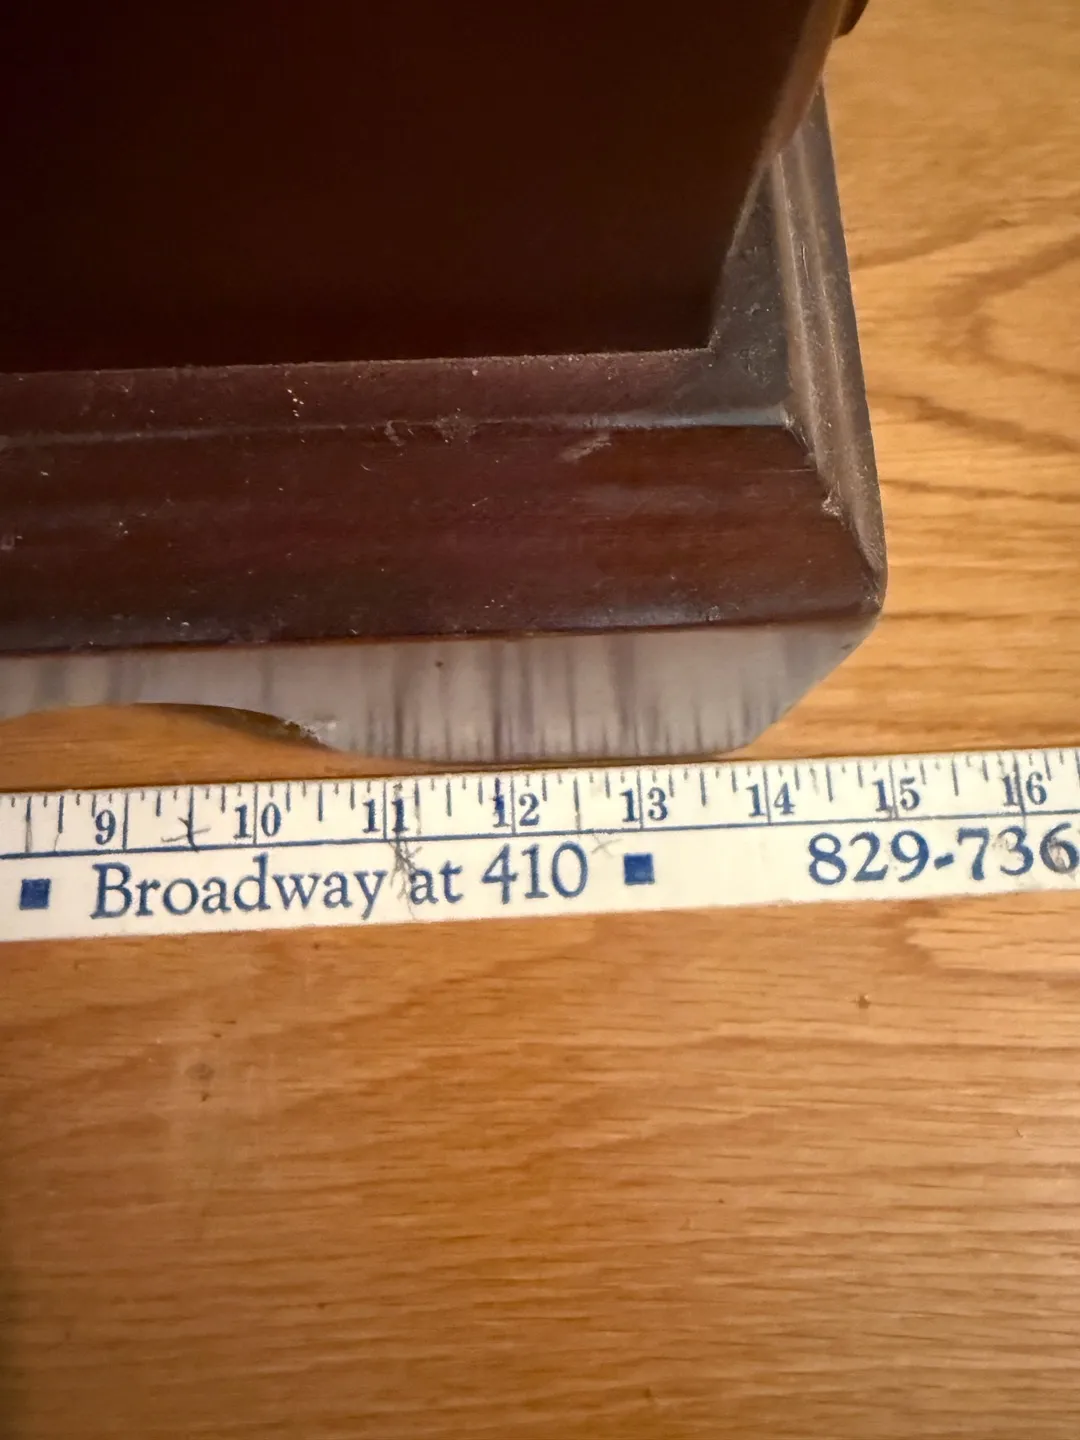 9 10 11 12 13 14 15 16
■ Broadway at 410 ■ 829-736